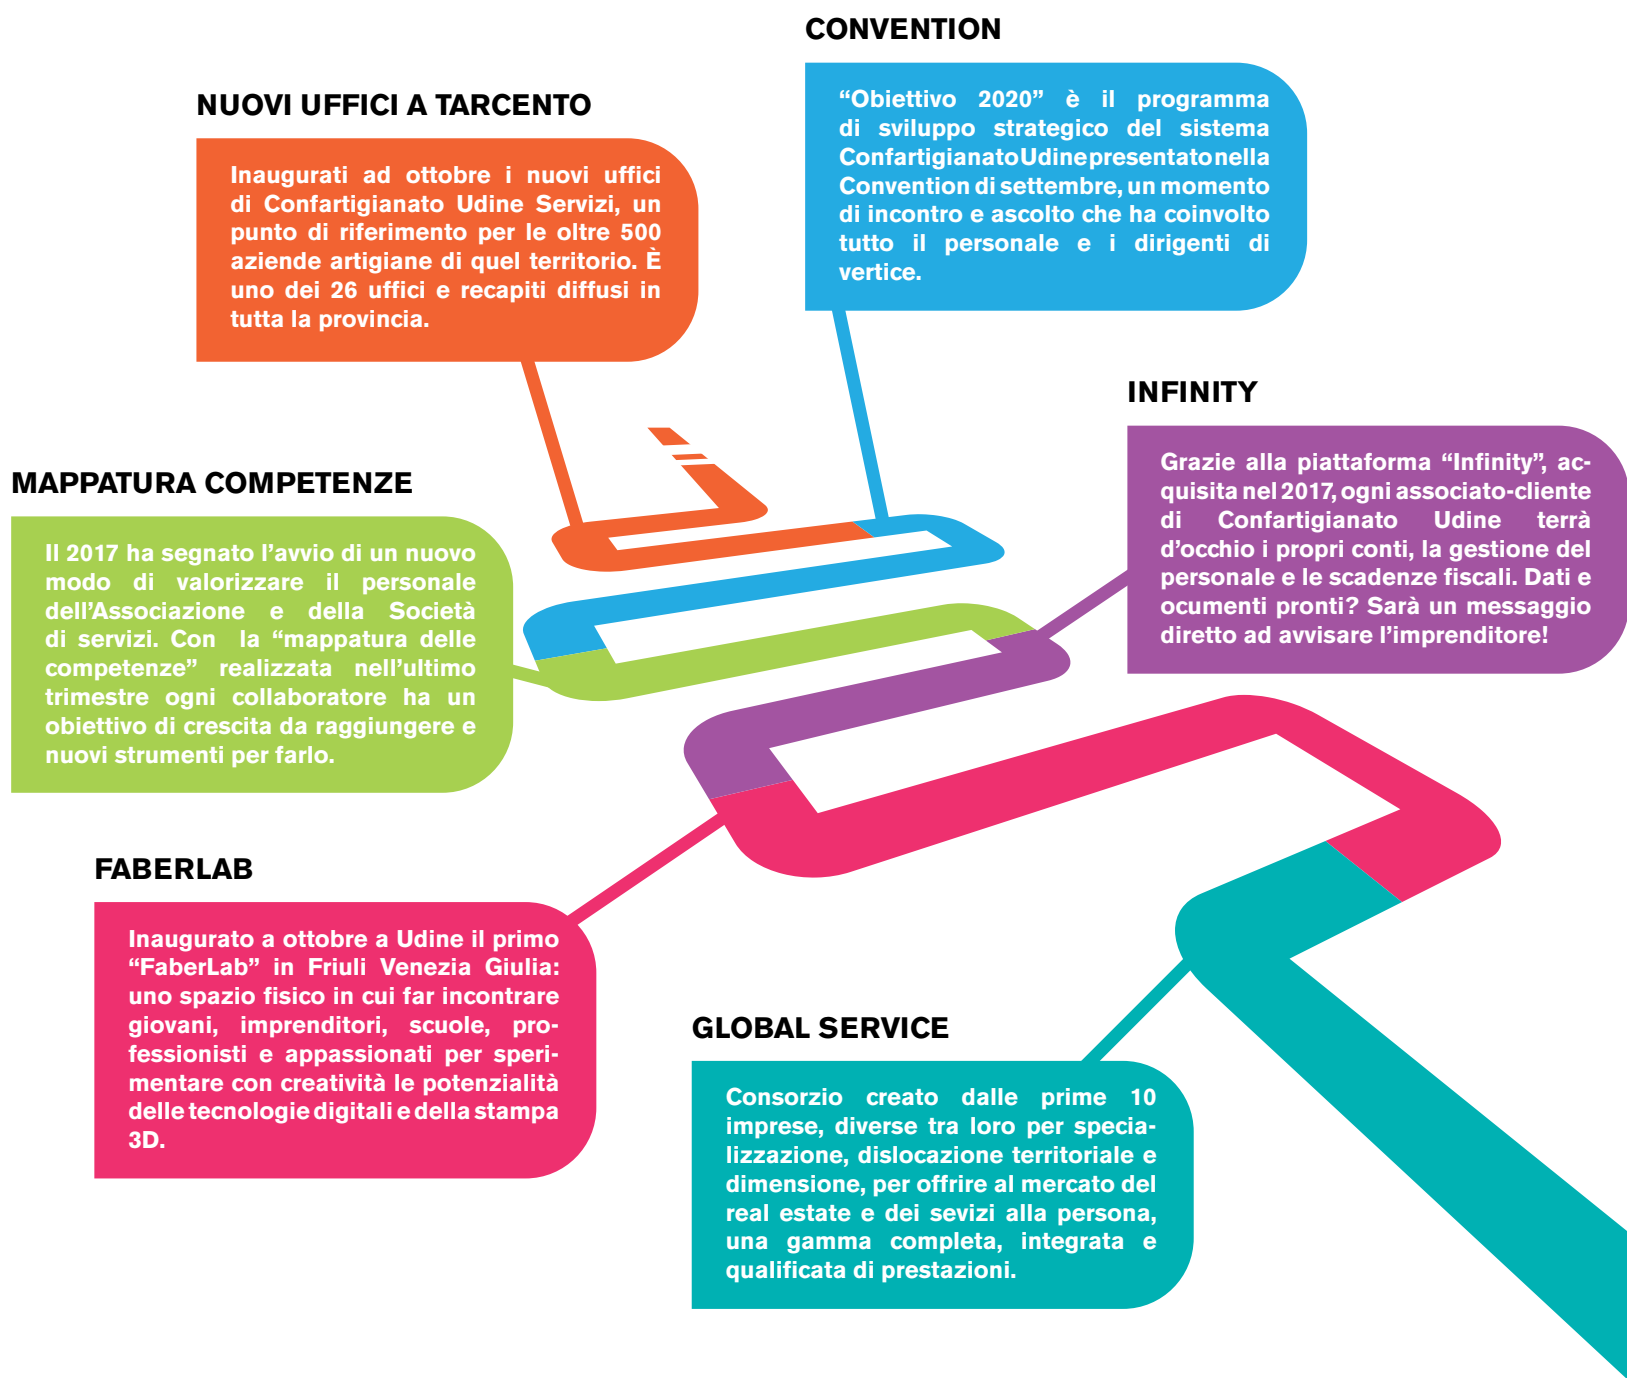 CONVENTION
“Obiettivo 2020” è il programma
di sviluppo strategico del sistema
Confartigianato Udine presentato nella
Convention di settembre, un momento
di incontro e ascolto che ha coinvolto
tutto il personale e i dirigenti di
vertice.
NUOVI UFFICI A TARCENTO
Inaugurati ad ottobre i nuovi uffici
di Confartigianato Udine Servizi, un
punto di riferimento per le oltre 500
aziende artigiane di quel territorio. È
uno dei 26 uffici e recapiti diffusi in
tutta la provincia.
INFINITY
Grazie alla piattaforma “Infinity”, ac-
quisita nel 2017, ogni associato-cliente
di Confartigianato Udine terrà
d’occhio i propri conti, la gestione del
personale e le scadenze fiscali. Dati e
ocumenti pronti? Sarà un messaggio
diretto ad avvisare l’imprenditore!
MAPPATURA COMPETENZE
Il 2017 ha segnato l’avvio di un nuovo
modo di valorizzare il personale
dell’Associazione e della Società
di servizi. Con la “mappatura delle
competenze” realizzata nell’ultimo
trimestre ogni collaboratore ha un
obiettivo di crescita da raggiungere e
nuovi strumenti per farlo.
FABERLAB
Inaugurato a ottobre a Udine il primo
“FaberLab” in Friuli Venezia Giulia:
uno spazio fisico in cui far incontrare
giovani, imprenditori, scuole, pro-
fessionisti e appassionati per speri-
mentare con creatività le potenzialità
delle tecnologie digitali e della stampa
3D.
GLOBAL SERVICE
Consorzio creato dalle prime 10
imprese, diverse tra loro per specia-
lizzazione, dislocazione territoriale e
dimensione, per offrire al mercato del
real estate e dei sevizi alla persona,
una gamma completa, integrata e
qualificata di prestazioni.